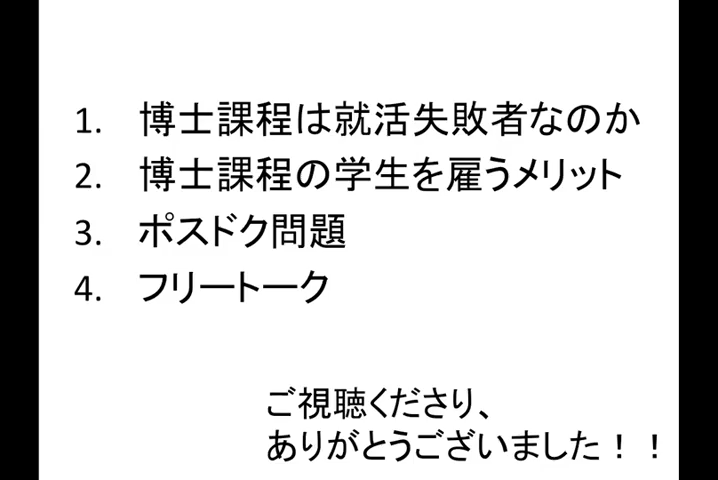 1. 博士課程は就活失敗者なのか
2. 博士課程の学生を雇うメリット
3. ポスドク問題
4. フリートーク
ご視聴くださり、
ありがとうございました！！